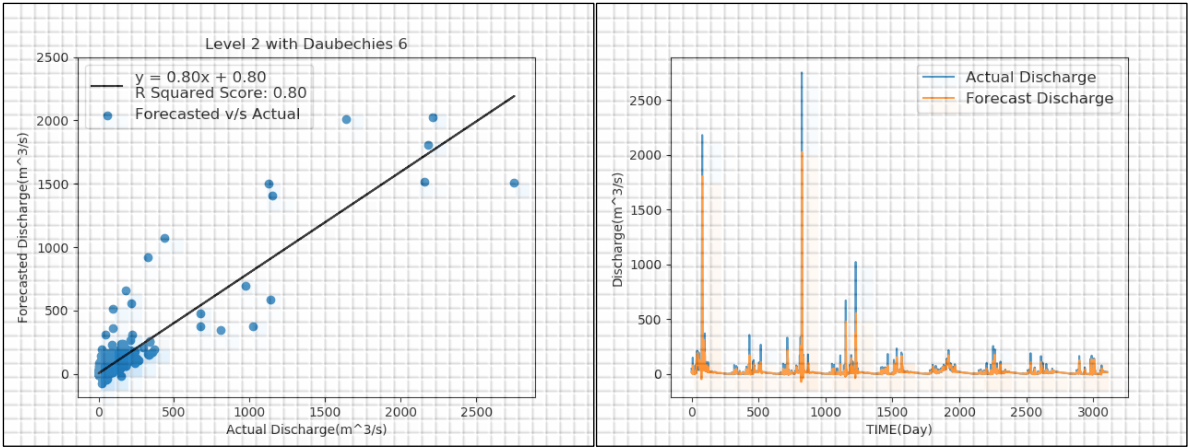 Level 2 with Daubechies 6
y = 0.80x + 0.80
R Squared Score: 0.80
Forecasted v/s Actual
Forecasted Discharge(m^3/s)
2500
2000
1500
1000
500
0
0 500 1000 1500 2000 2500
Actual Discharge(m^3/s)
Actual Discharge
Forecast Discharge
Discharge(m^3/s)
2500
2000
1500
1000
500
0
0 500 1000 1500 2000 2500 3000
TIME(Day)